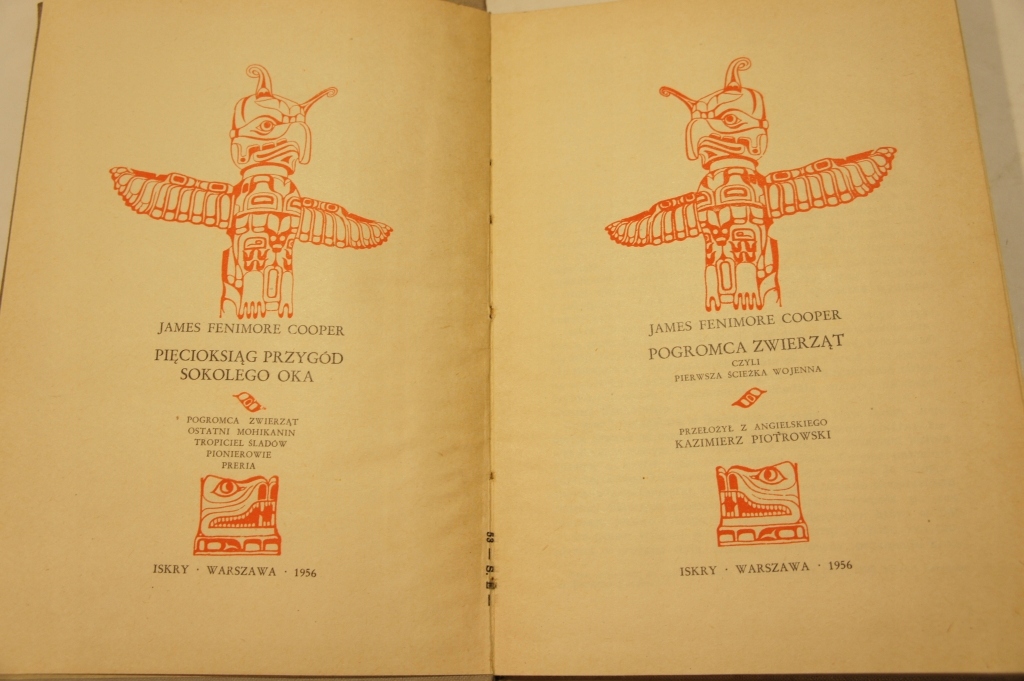 JAMES FENIMORE COOPER
PIĘCIOKSIĄG PRZYGÓD
SOKOLEGO OKA
* POGROMCA ZWIERZĄT
OSTATNI MOHIKANIN
TROPICIEL ŚLADÓW
PIONIEROWIE
PRERIA
ISKRY · WARSZAWA · 1956
JAMES FENIMORE COOPER
POGROMCA ZWIERZĄT
CZYLI
PIERWSZA ŚCIEŻKA WOJENNA
PRZEŁOŻYŁ Z ANGIELSKIEGO
KAZIMIERZ PIOTROWSKI
ISKRY · WARSZAWA · 1956